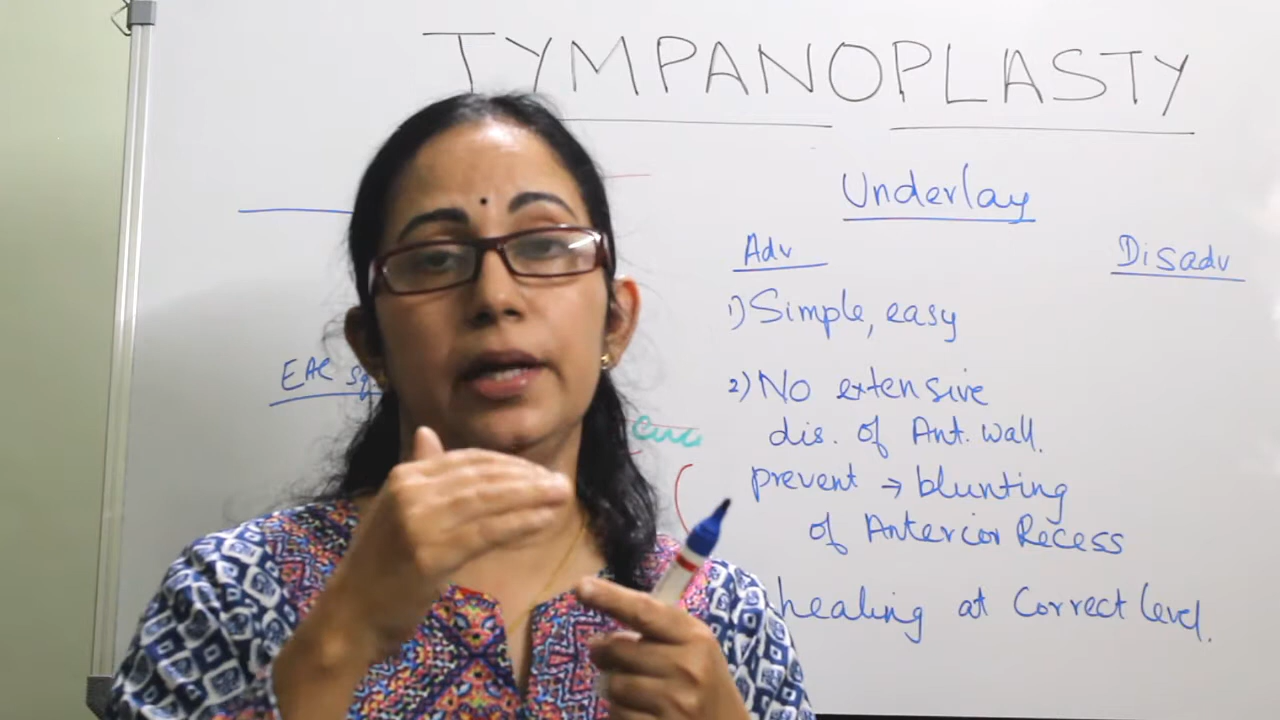 TYMPANOPLASTY
Underlay
Adv
Disadv
1) Simple, easy
EAC
2) No extensive
dis. of Ant. wall.
prevent → blunting
of Anterior Recess
healing at Correct level.